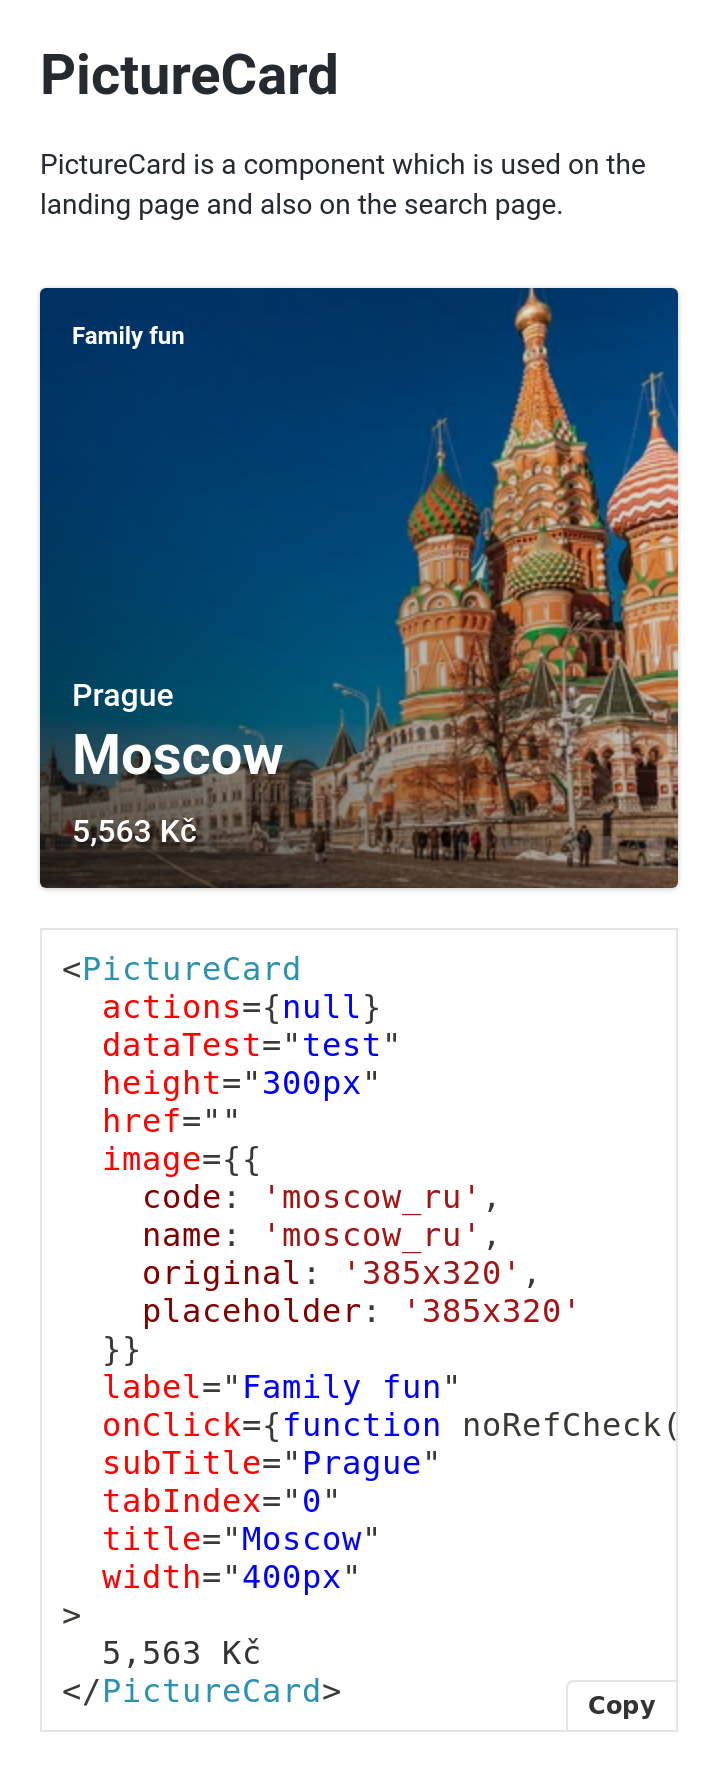 PictureCard
PictureCard is a component which is used on the
landing page and also on the search page.
Family fun
Prague
Moscow
5,563 Kč
<PictureCard
  actions={null}
  dataTest="test"
  height="300px"
  href=""
  image={{
    code: 'moscow_ru',
    name: 'moscow_ru',
    original: '385x320',
    placeholder: '385x320'
  }}
  label="Family fun"
  onClick={function noRefCheck(
  subTitle="Prague"
  tabIndex="0"
  title="Moscow"
  width="400px"
>
  5,563 Kč
</PictureCard>
Copy